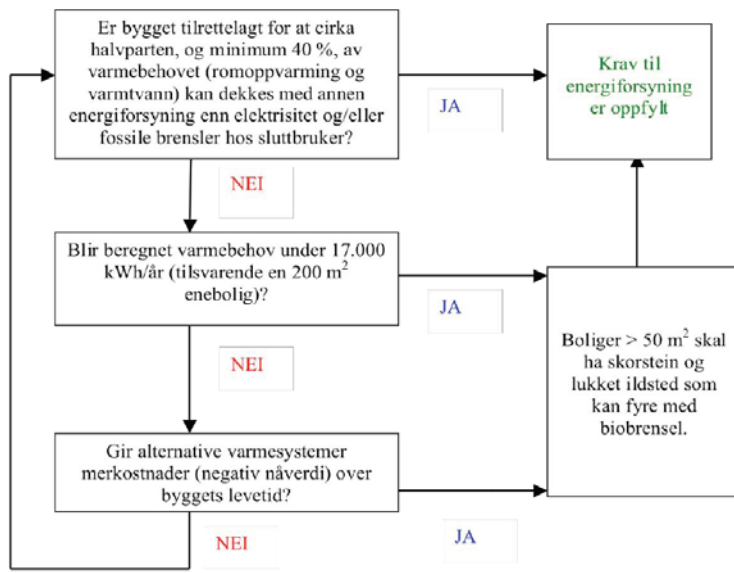 Er bygget tilrettelagt for at cirka
halvparten, og minimum 40 %, av
varmebehovet (romoppvarming og
varmtvann) kan dekkes med annen
energiforsyning enn elektrisitet og/eller
fossile brensler hos sluttbruker?
JA
Krav til
energiforsyning
er oppfylt
NEI
Blir beregnet varmebehov under 17.000
kWh/år (tilsvarende en 200 m²
enebolig)?
JA
Boliger > 50 m² skal
ha skorstein og
lukket ildsted som
kan fyre med
biobrensel.
NEI
Gir alternative varmesystemer
merkostnader (negativ nåverdi) over
byggets levetid?
NEI
JA